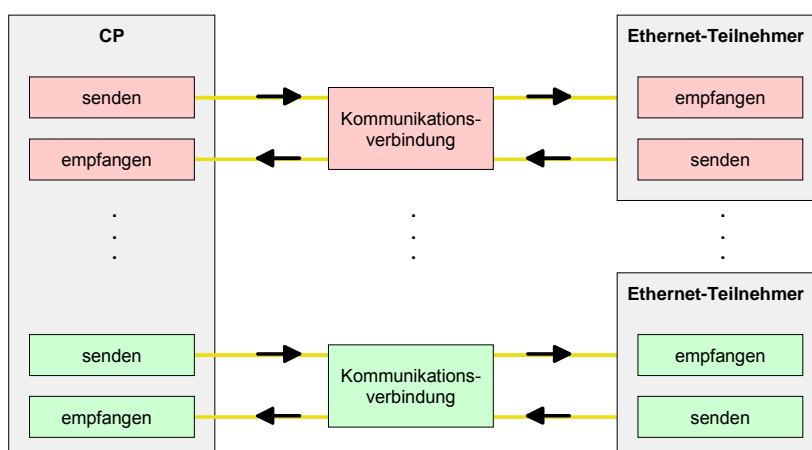 CP
Ethernet-Teilnehmer
senden
Kommunikations-
verbindung
empfangen
empfangen
senden
.
.
.
.
.
.
.
.
.
Ethernet-Teilnehmer
senden
Kommunikations-
verbindung
empfangen
empfangen
senden